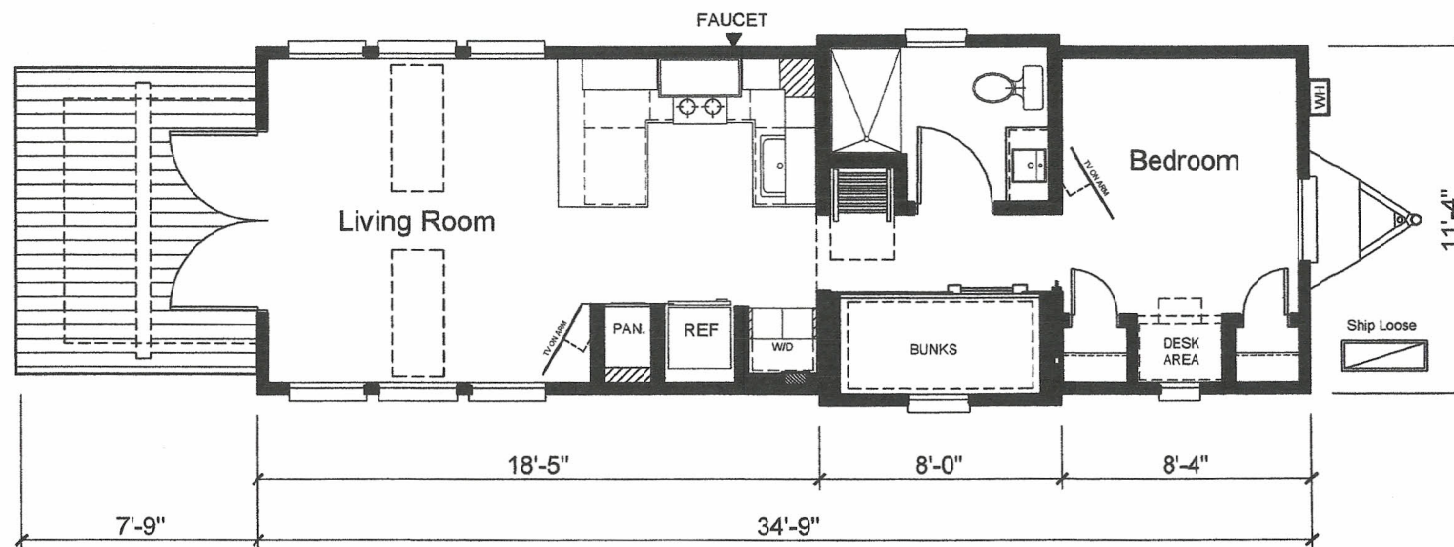 FAUCET
WH
Bedroom
TV ON ARM
Living Room
11'-4"
TV ON ARM
PAN.
REF
W/D
BUNKS
DESK
AREA
Ship Loose
18'-5"
8'-0"
8'-4"
7'-9"
34'-9"